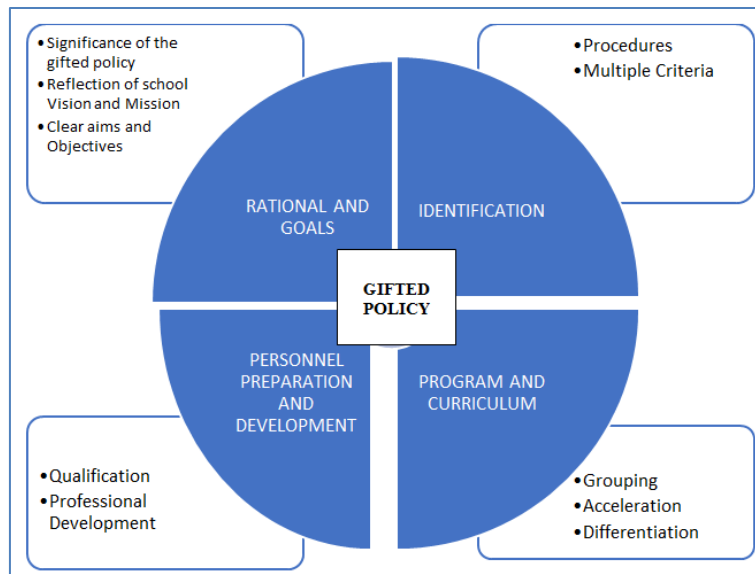 •Significance of the
gifted policy
•Reflection of school
Vision and Mission
•Clear aims and
Objectives
•Procedures
•Multiple Criteria
RATIONAL AND
GOALS
IDENTIFICATION
GIFTED
POLICY
PERSONNEL
PREPARATION
AND
DEVELOPMENT
PROGRAM AND
CURRICULUM
•Qualification
•Professional
Development
•Grouping
•Acceleration
•Differentiation